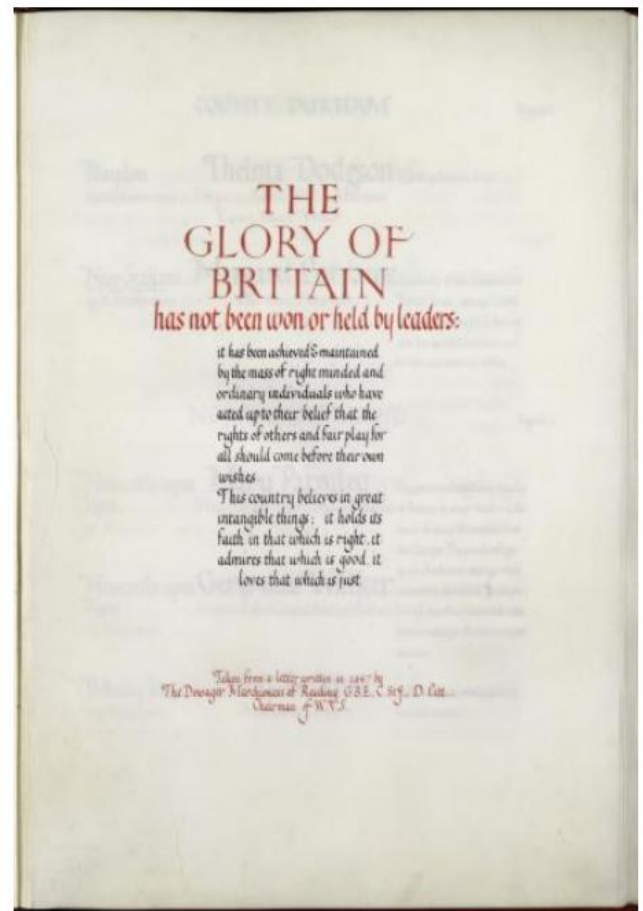 THE
GLORY OF
BRITAIN
has not been won or held by leaders:
it has been achieved & maintained
by the mass of right minded and
ordinary individuals who have
acted up to their belief that the
rights of others and fair play for
all should come before their own
wishes
This country believes in great
intangible things; it holds its
faith in that which is right, it
admires that which is good, it
loves that which is just
Taken from a letter written in 1947 by
The Dowager Marchioness of Reading G.B.E., C.St.J., D.Litt.,
Chairman of W.V.S.
Thelma Dodgson